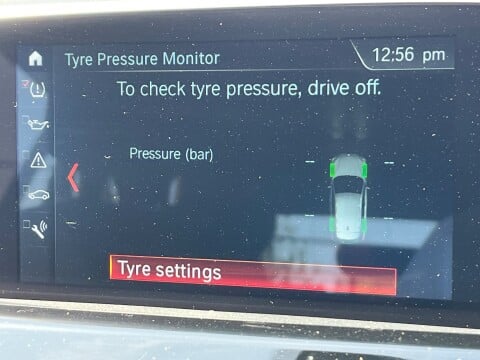 Tyre Pressure Monitor
12:56 pm
To check tyre pressure, drive off.
Pressure (bar)
--
--
--
--
Tyre settings